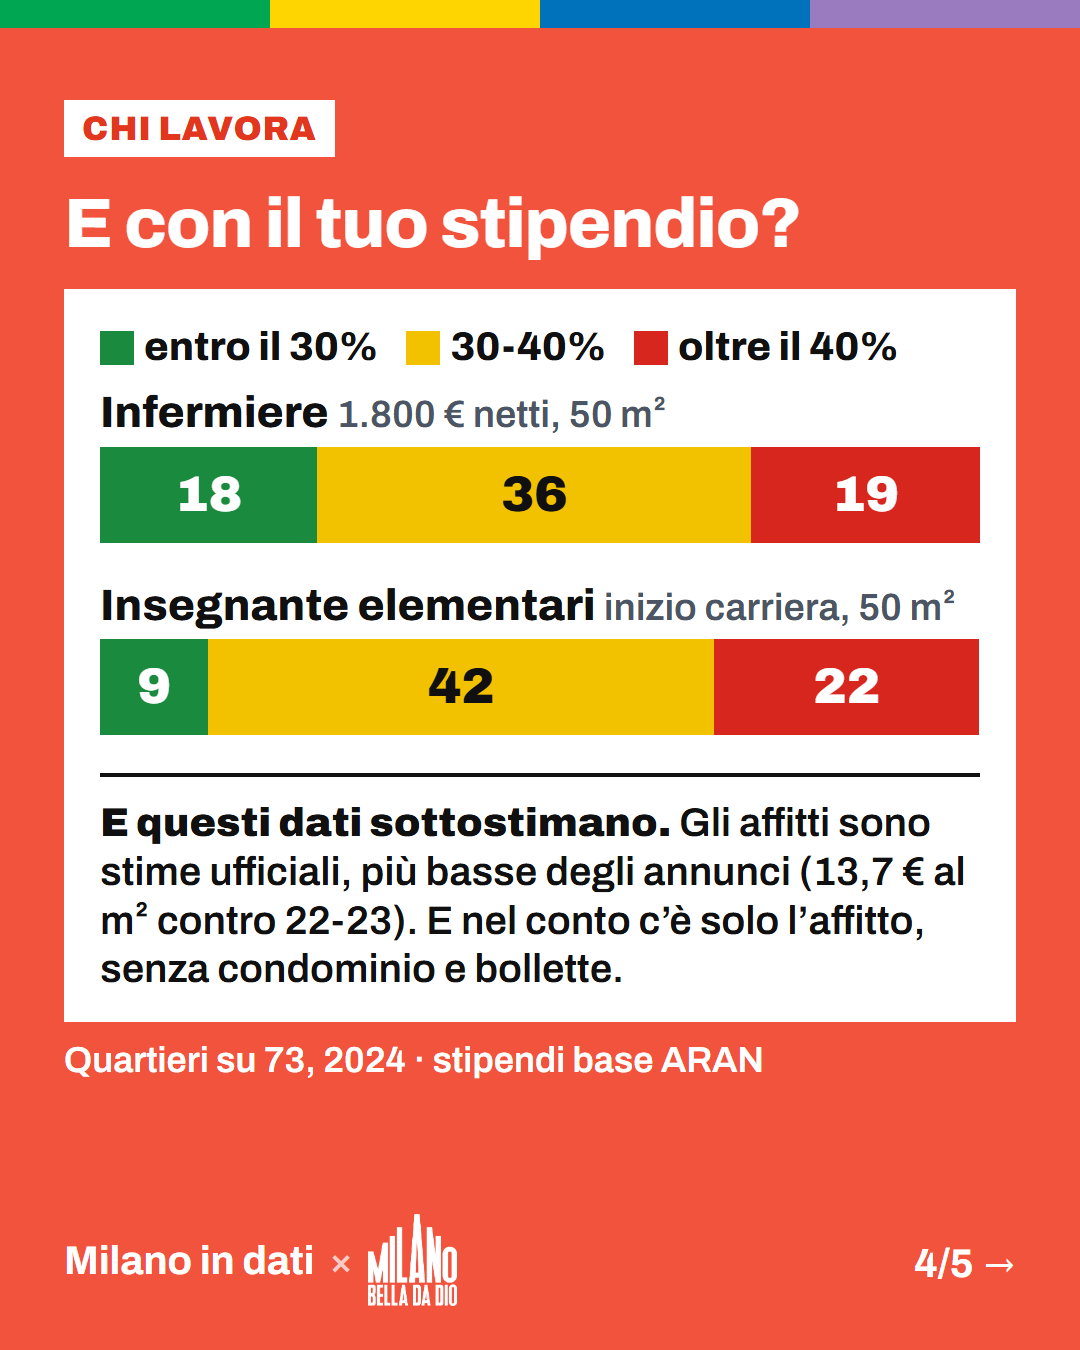 CHI LAVORA
E con il tuo stipendio?
entro il 30% 30-40% oltre il 40%
Infermiere 1.800 € netti, 50 m²
18 36 19
Insegnante elementari inizio carriera, 50 m²
9 42 22
E questi dati sottostimano. Gli affitti sono
stime ufficiali, più basse degli annunci (13,7 € al
m² contro 22-23). E nel conto c’è solo l’affitto,
senza condominio e bollette.
Quartieri su 73, 2024 · stipendi base ARAN
Milano in dati × MILANO
BELLA DA DIO
4/5 →